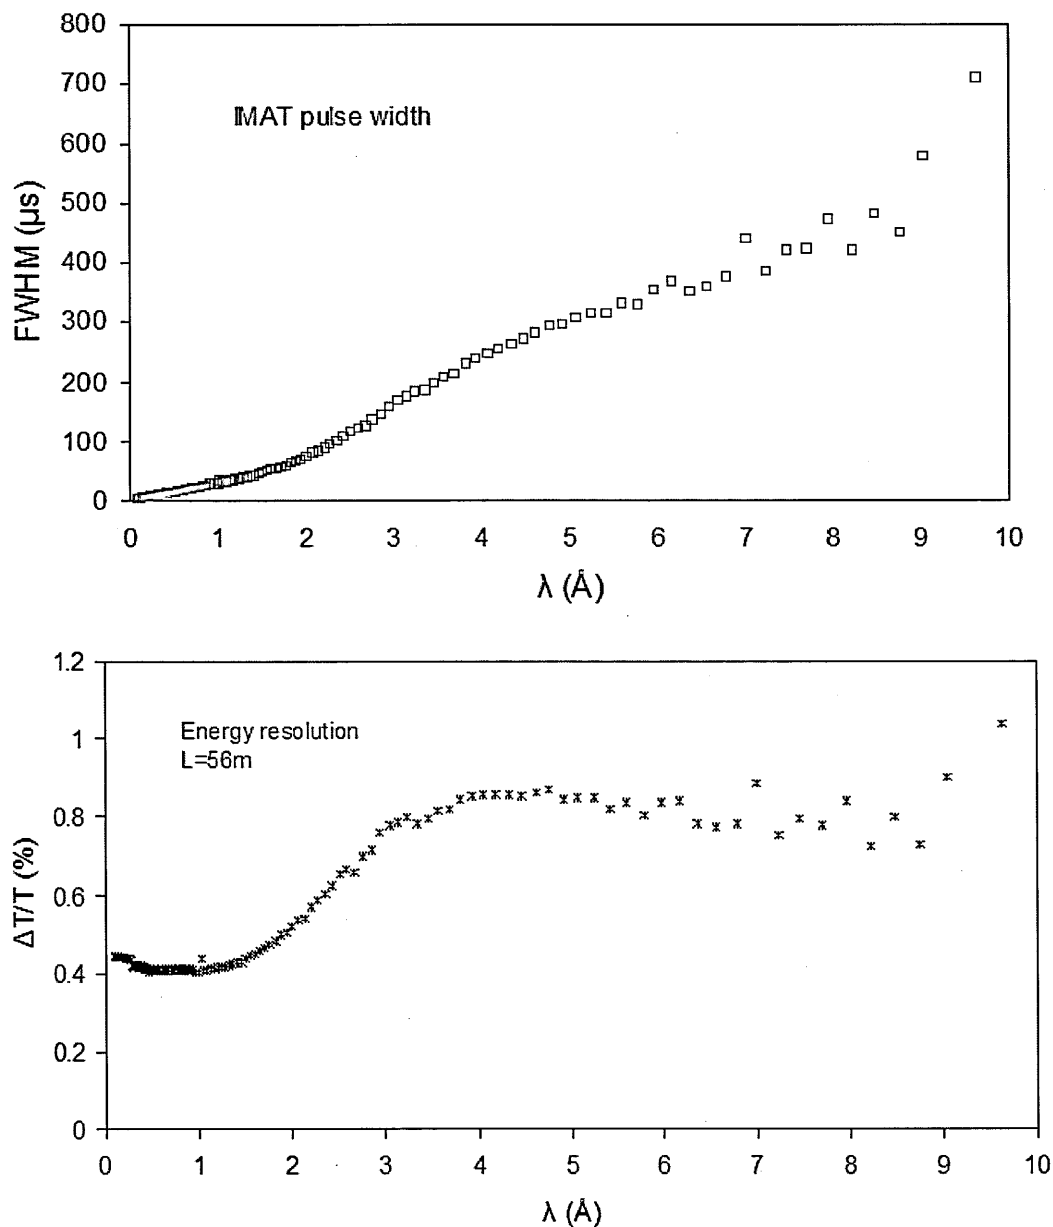 800
700
IMAT pulse width
600
500
400
300
200
100
0
FWHM (μs)
0 1 2 3 4 5 6 7 8 9 10
λ (Å)
1.2
Energy resolution
L=56m
1
0.8
0.6
0.4
0.2
0
ΔT/T (%)
0 1 2 3 4 5 6 7 8 9 10
λ (Å)